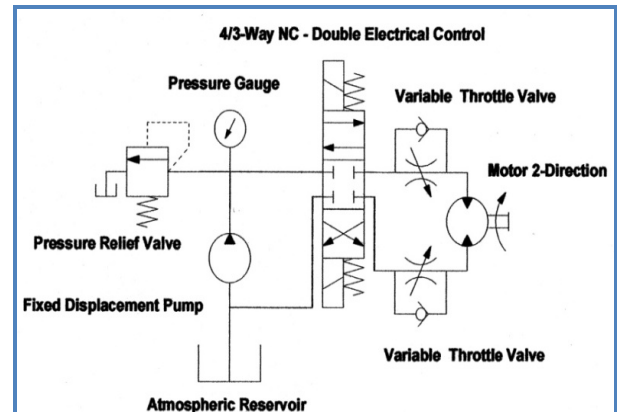 4/3-Way NC - Double Electrical Control
Pressure Gauge
Variable Throttle Valve
Motor 2-Direction
Pressure Relief Valve
Fixed Displacement Pump
Variable Throttle Valve
Atmospheric Reservoir